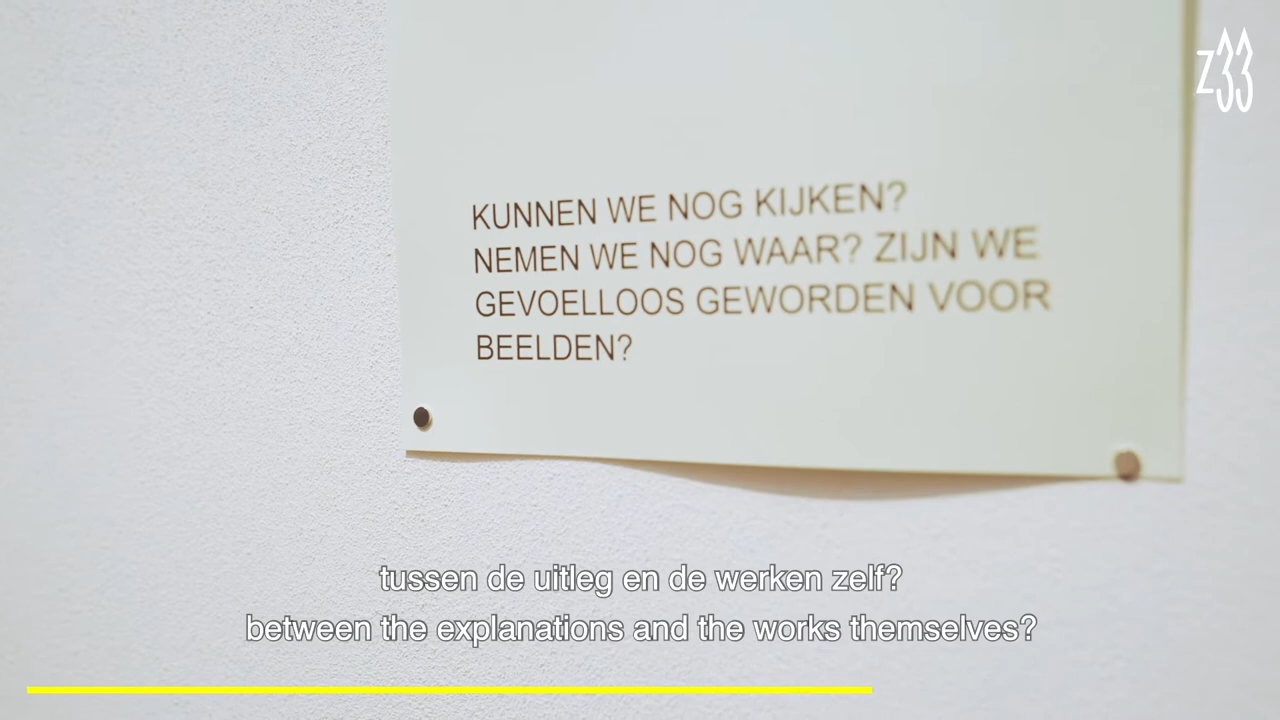 Z33
KUNNEN WE NOG KIJKEN?
NEMEN WE NOG WAAR? ZIJN WE
GEVOELLOOS GEWORDEN VOOR
BEELDEN?
tussen de uitleg en de werken zelf?
between the explanations and the works themselves?